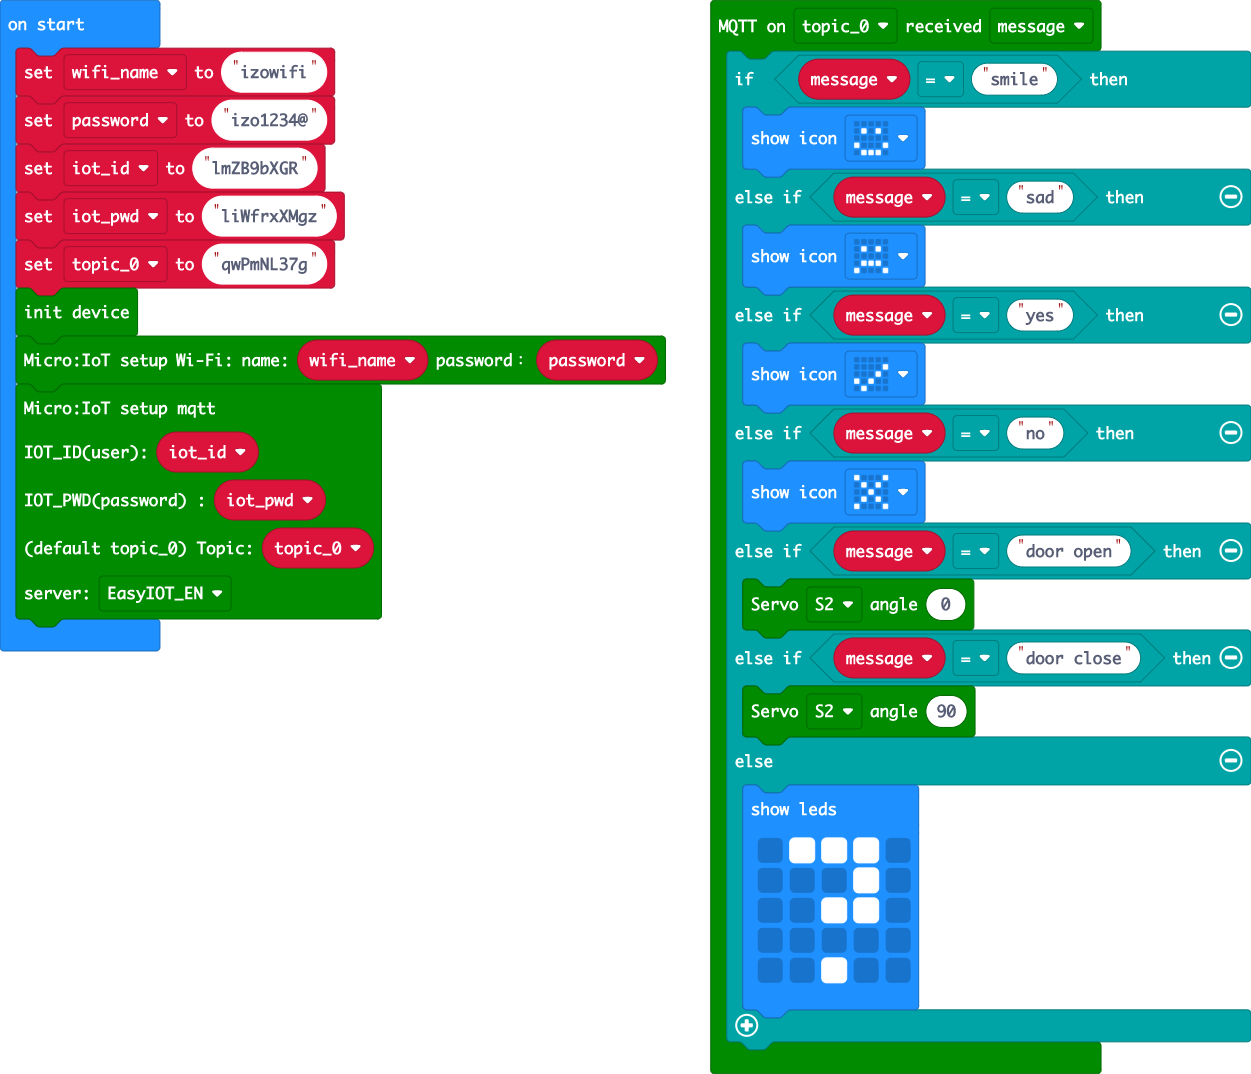 on start
set wifi_name to "izowifi"
set password to "izo1234@"
set iot_id to "lmZB9bXGR"
set iot_pwd to "liWfrxXMgz"
set topic_0 to "qwPmNL37g"
init device
Micro:IoT setup Wi-Fi: name: wifi_name password: password
Micro:IoT setup mqtt
IOT_ID(user): iot_id
IOT_PWD(password) : iot_pwd
(default topic_0) Topic: topic_0
server: EasyIOT_EN
MQTT on topic_0 received message
if message = "smile" then
show icon
else if message = "sad" then
show icon
else if message = "yes" then
show icon
else if message = "no" then
show icon
else if message = "door open" then
Servo S2 angle 0
else if message = "door close" then
Servo S2 angle 90
else
show leds